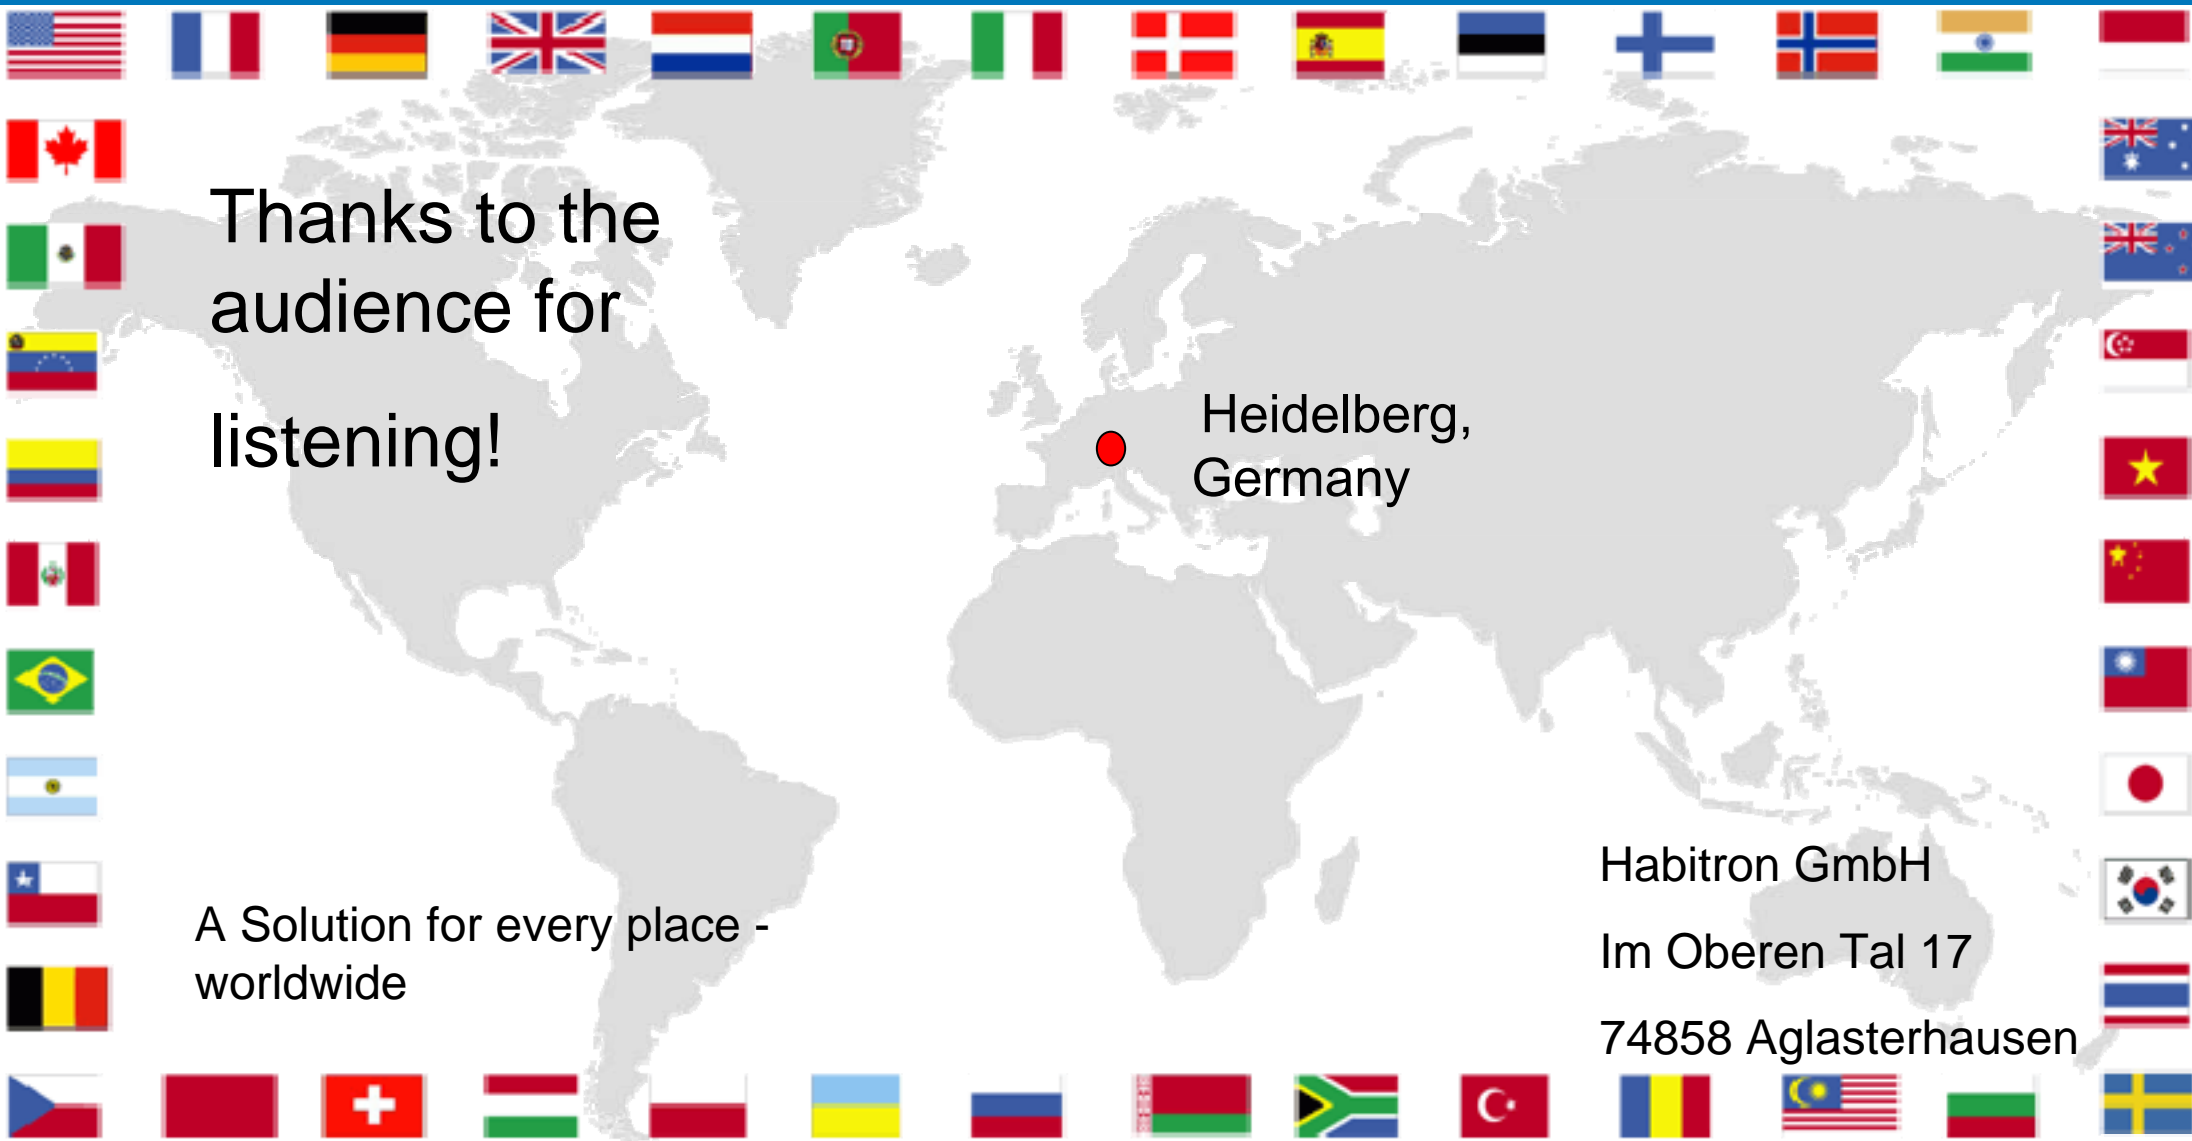 Thanks to the
audience for
listening!
Heidelberg,
Germany
A Solution for every place -
worldwide
Habitron GmbH
Im Oberen Tal 17
74858 Aglasterhausen